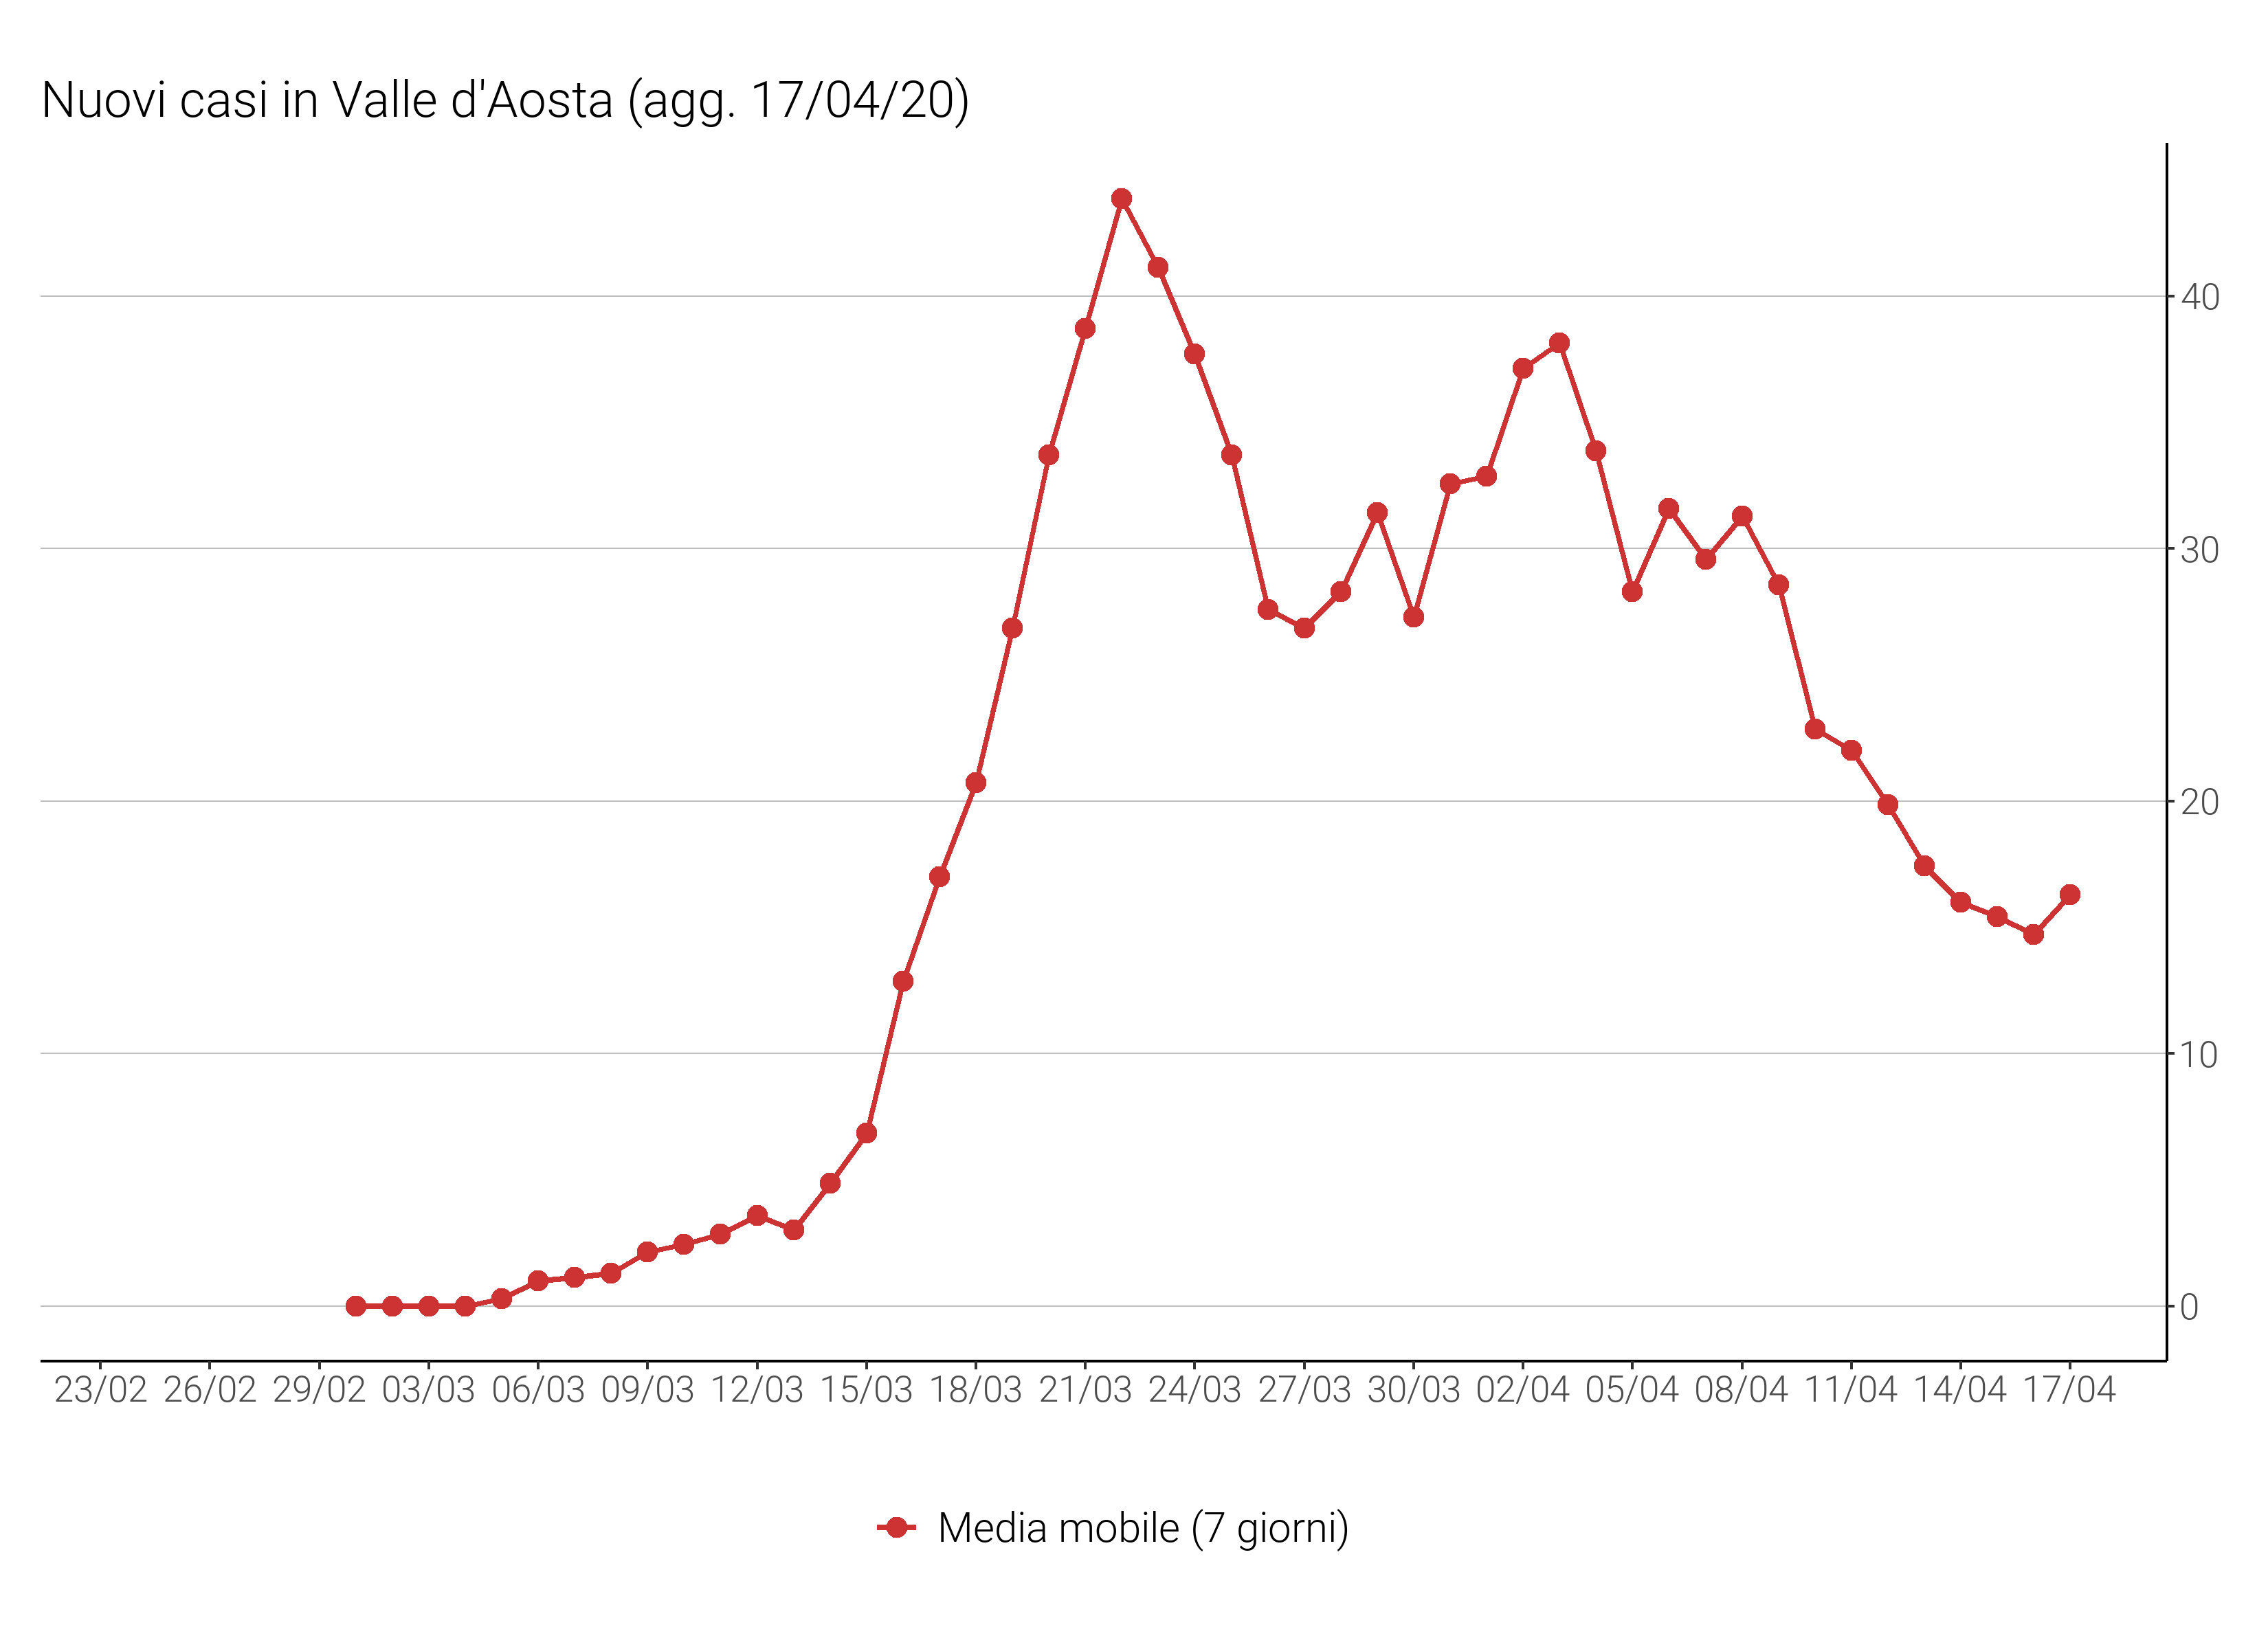 Nuovi casi in Valle d'Aosta (agg. 17/04/20)
40
30
20
10
0
23/02 26/02 29/02 03/03 06/03 09/03 12/03 15/03 18/03 21/03 24/03 27/03 30/03 02/04 05/04 08/04 11/04 14/04 17/04
Media mobile (7 giorni)